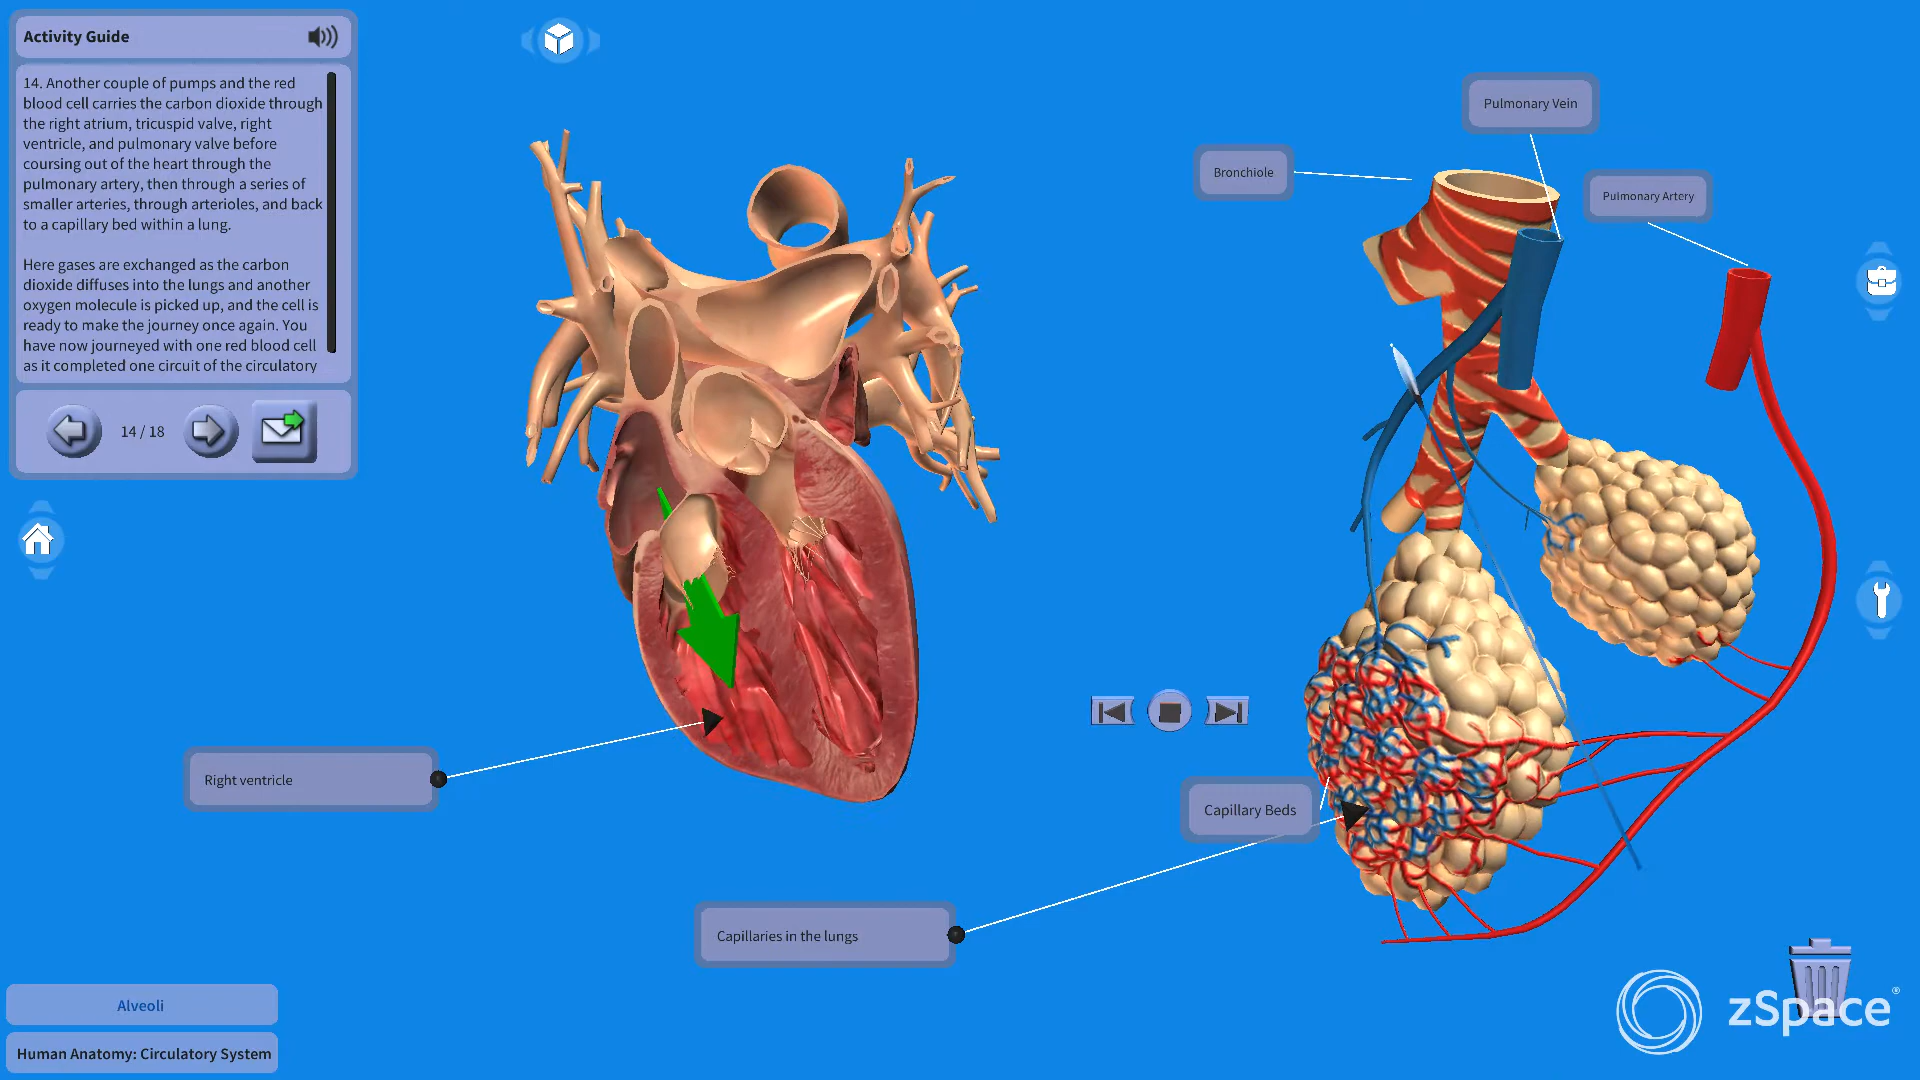 Activity Guide
14. Another couple of pumps and the red
blood cell carries the carbon dioxide through
the right atrium, tricuspid valve, right
ventricle, and pulmonary valve before
coursing out of the heart through the
pulmonary artery, then through a series of
smaller arteries, through arterioles, and back
to a capillary bed within a lung.
Here gases are exchanged as the carbon
dioxide diffuses into the lungs and another
oxygen molecule is picked up, and the cell is
ready to make the journey once again. You
have now journeyed with one red blood cell
as it completed one circuit of the circulatory
14 / 18
Pulmonary Vein
Bronchiole
Pulmonary Artery
Right ventricle
Capillary Beds
Capillaries in the lungs
Alveoli
Human Anatomy: Circulatory System
zSpace®